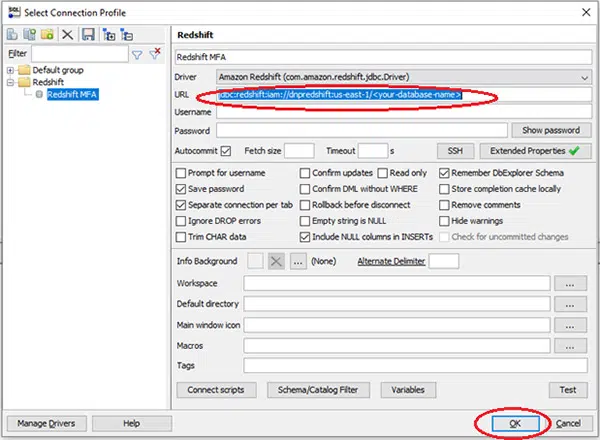 SQL
Select Connection Profile
Filter
Default group
Redshift
Redshift MFA
Redshift
Redshift MFA
Driver Amazon Redshift (com.amazon.redshift.jdbc.Driver)
URL jdbc:redshift:iam://dnpredshift:us-east-1/<your-database-name>
Username
Password Show password
Autocommit Fetch size Timeout s SSH Extended Properties
Prompt for username Confirm updates Read only Remember DbExplorer Schema
Save password Confirm DML without WHERE Store completion cache locally
Separate connection per tab Rollback before disconnect Remove comments
Ignore DROP errors Empty string is NULL Hide warnings
Trim CHAR data Include NULL columns in INSERTs Check for uncommitted changes
Info Background ... (None) Alternate Delimiter
Workspace ...
Default directory ...
Main window icon ...
Macros ...
Tags
Connect scripts Schema/Catalog Filter Variables Test
Manage Drivers Help OK Cancel